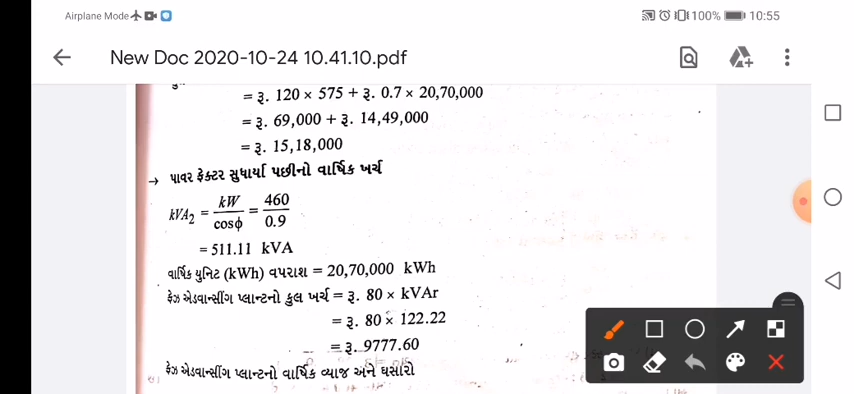 Airplane Mode 100% 10:55
New Doc 2020-10-24 10.41.10.pdf
= રૂ. 120 × 575 + રૂ. 0.7 × 20,70,000
= રૂ. 69,000 + રૂ. 14,49,000
= રૂ. 15,18,000
→ પાવર ફેક્ટર સુધાર્યા પછીનો વાર્ષિક ખર્ચ
kVA₂ = kW / cosϕ = 460 / 0.9
= 511.11 kVA
વાર્ષિક યુનિટ (kWh) વપરાશ = 20,70,000 kWh
ફેઝ એડવાન્સીંગ પ્લાન્ટનો કુલ ખર્ચ = રૂ. 80 × kVAr
= રૂ. 80 × 122.22
= રૂ. 9777.60
ફેઝ એડવાન્સીંગ પ્લાન્ટનો વાર્ષિક વ્યાજ અને ઘસારો